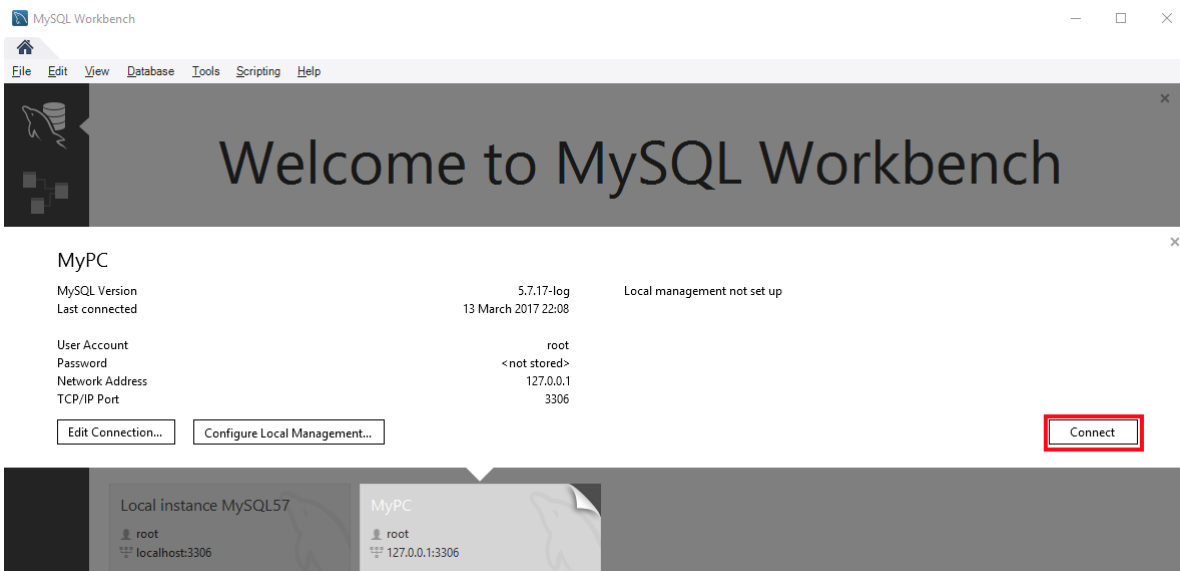 MySQL Workbench
File Edit View Database Tools Scripting Help
Welcome to MySQL Workbench
MyPC
MySQL Version 5.7.17-log Local management not set up
Last connected 13 March 2017 22:08
User Account root
Password <not stored>
Network Address 127.0.0.1
TCP/IP Port 3306
Edit Connection... Configure Local Management... Connect
Local instance MySQL57 MyPC
root root
localhost:3306 127.0.0.1:3306